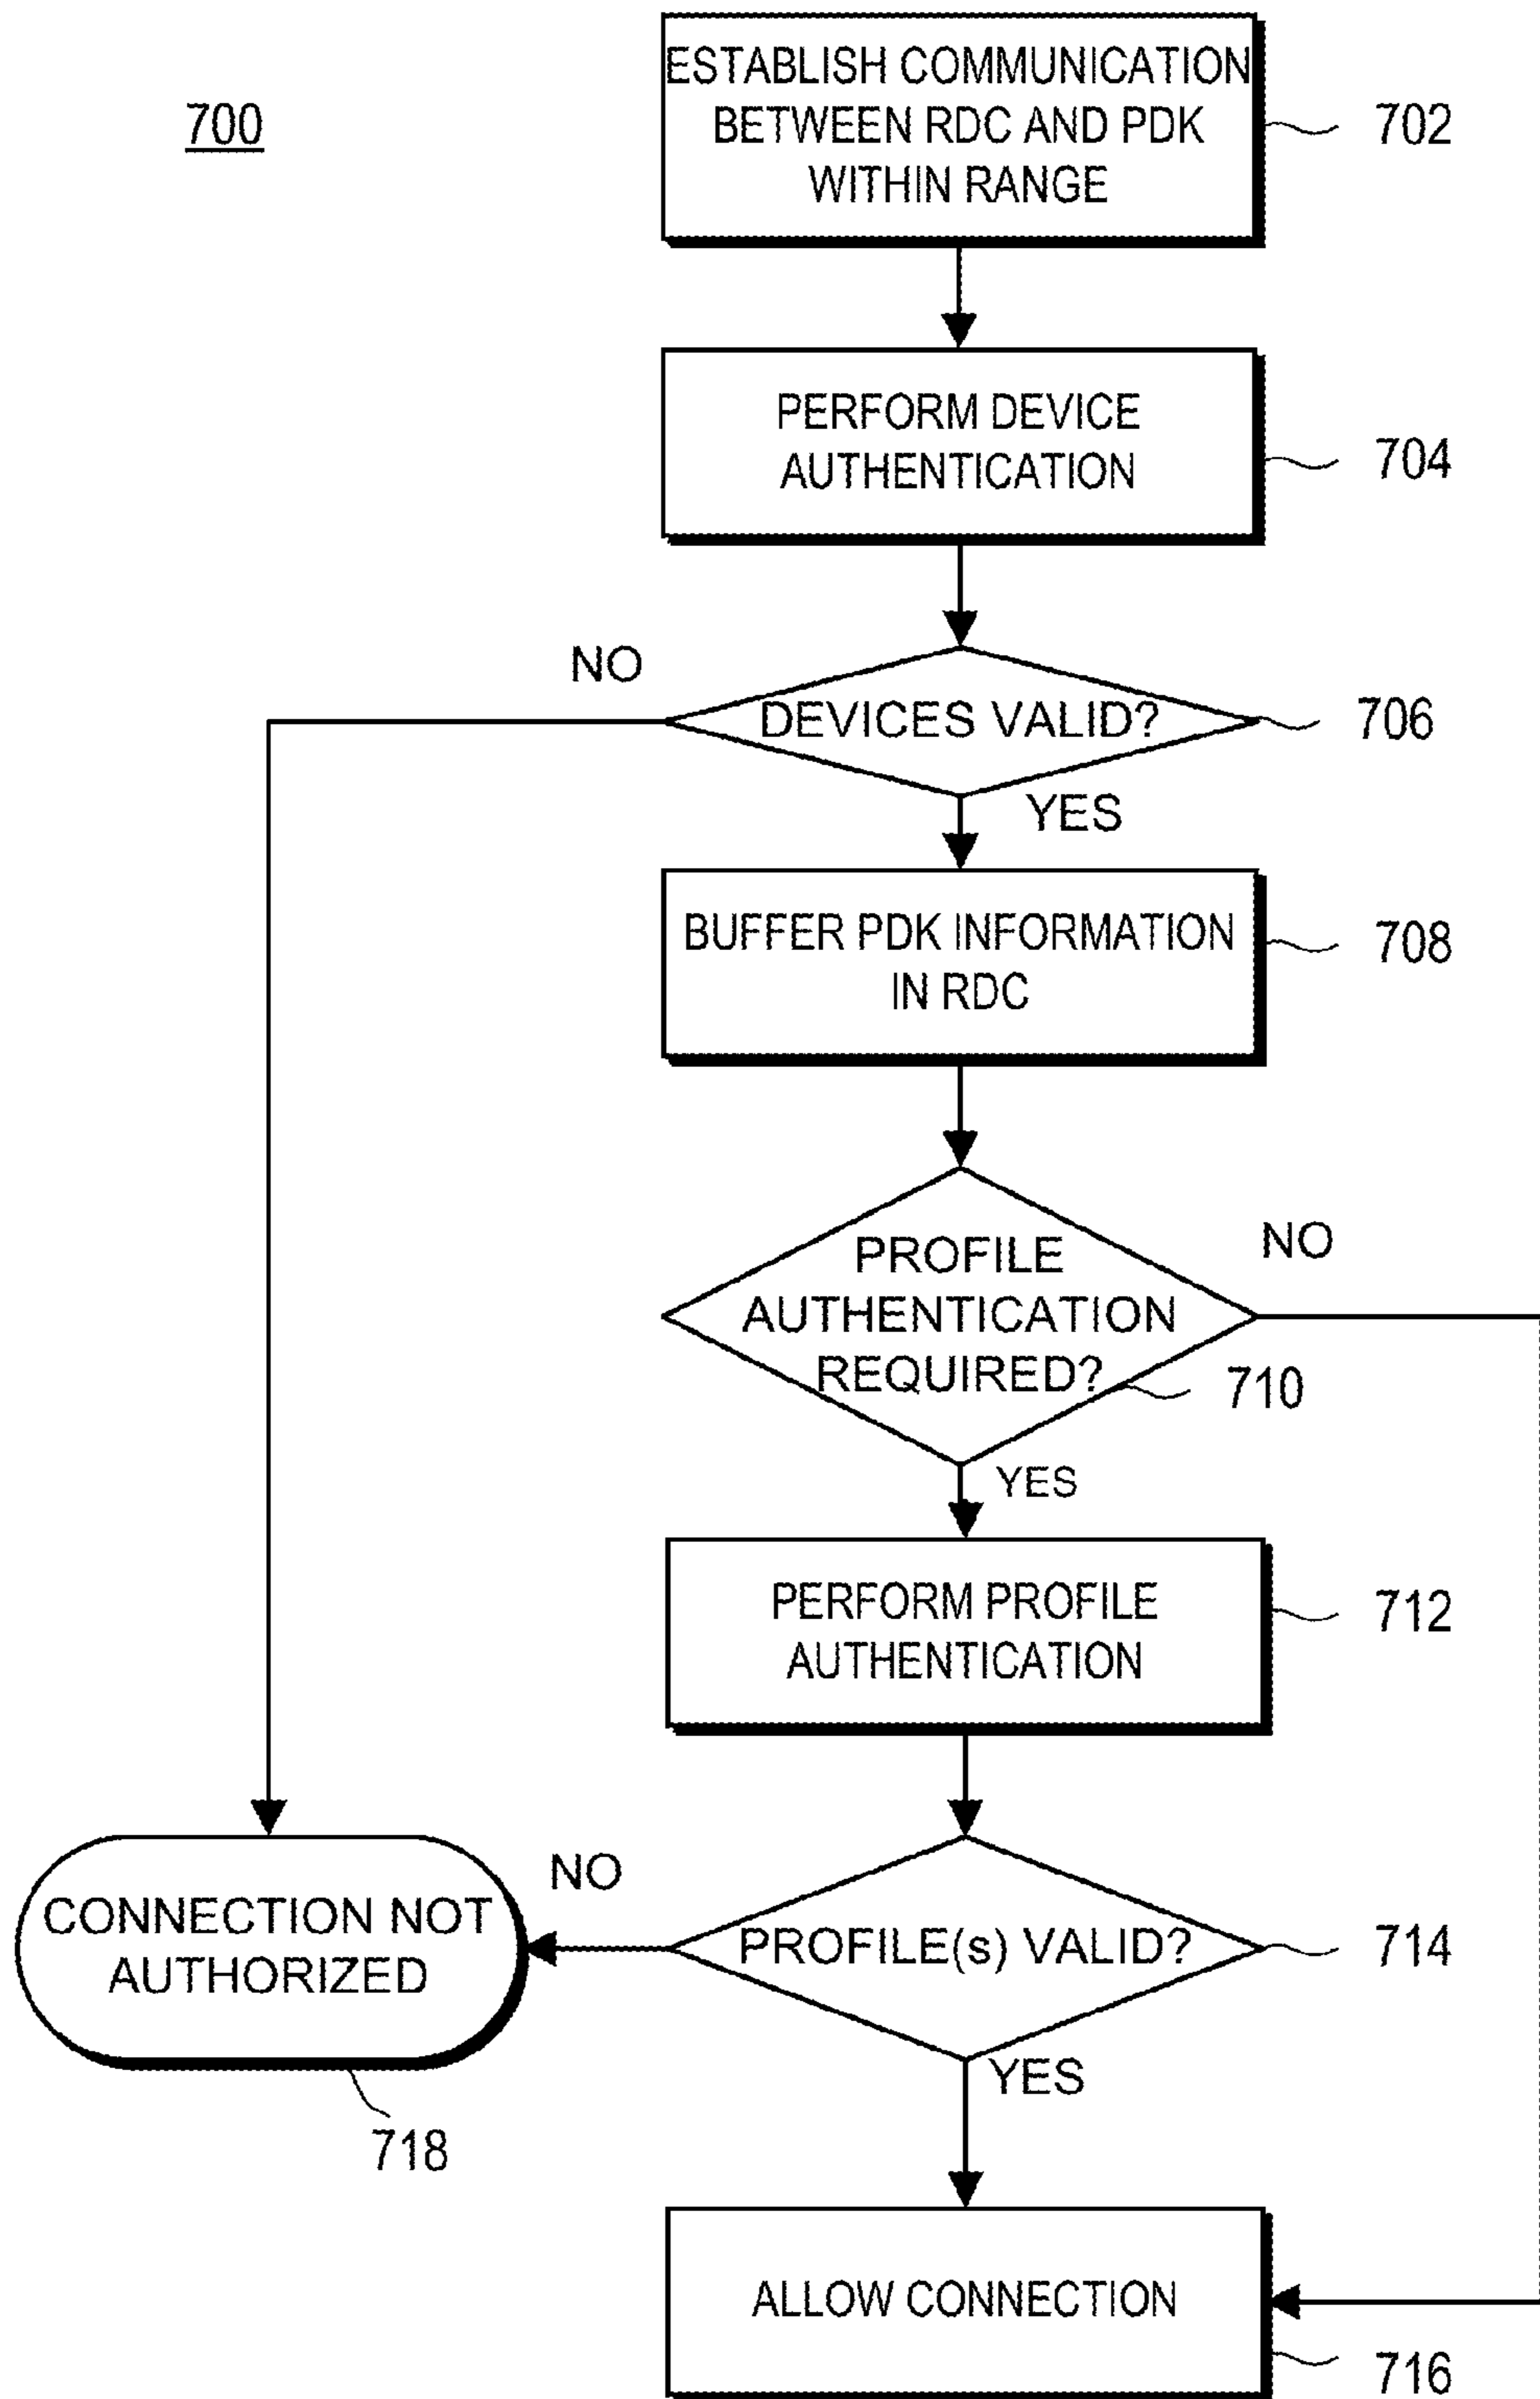 700
ESTABLISH COMMUNICATION
BETWEEN RDC AND PDK
WITHIN RANGE
702
PERFORM DEVICE
AUTHENTICATION
704
NO
DEVICES VALID?
706
YES
BUFFER PDK INFORMATION
IN RDC
708
PROFILE
AUTHENTICATION
REQUIRED?
NO
710
YES
PERFORM PROFILE
AUTHENTICATION
712
CONNECTION NOT
AUTHORIZED
NO
PROFILE(s) VALID?
714
YES
718
ALLOW CONNECTION
716